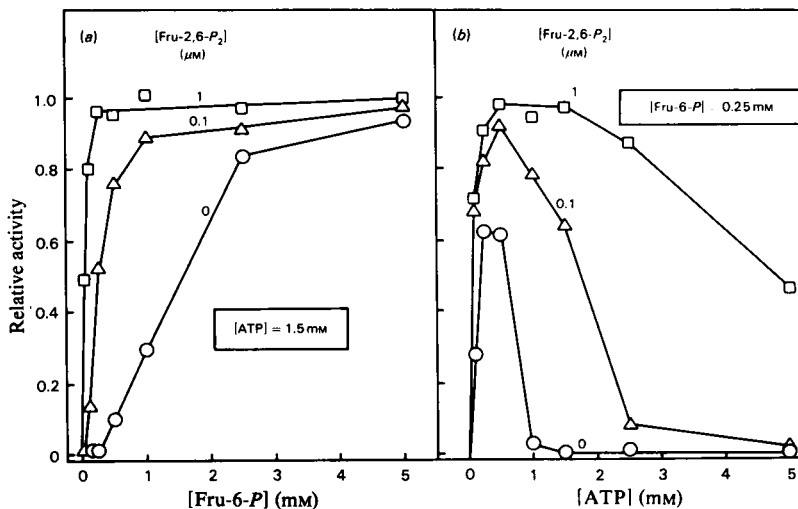 (a)
[Fru-2,6-P₂]
(μM)
1
0.1
0
[ATP] = 1.5 mM
Relative activity
1.0
0.8
0.6
0.4
0.2
0
0 1 2 3 4 5
[Fru-6-P] (mM)
(b)
[Fru-2,6-P₂]
(μM)
1
[Fru-6-P] 0.25 mM
0.1
0
0 1 2 3 4 5
[ATP] (mM)